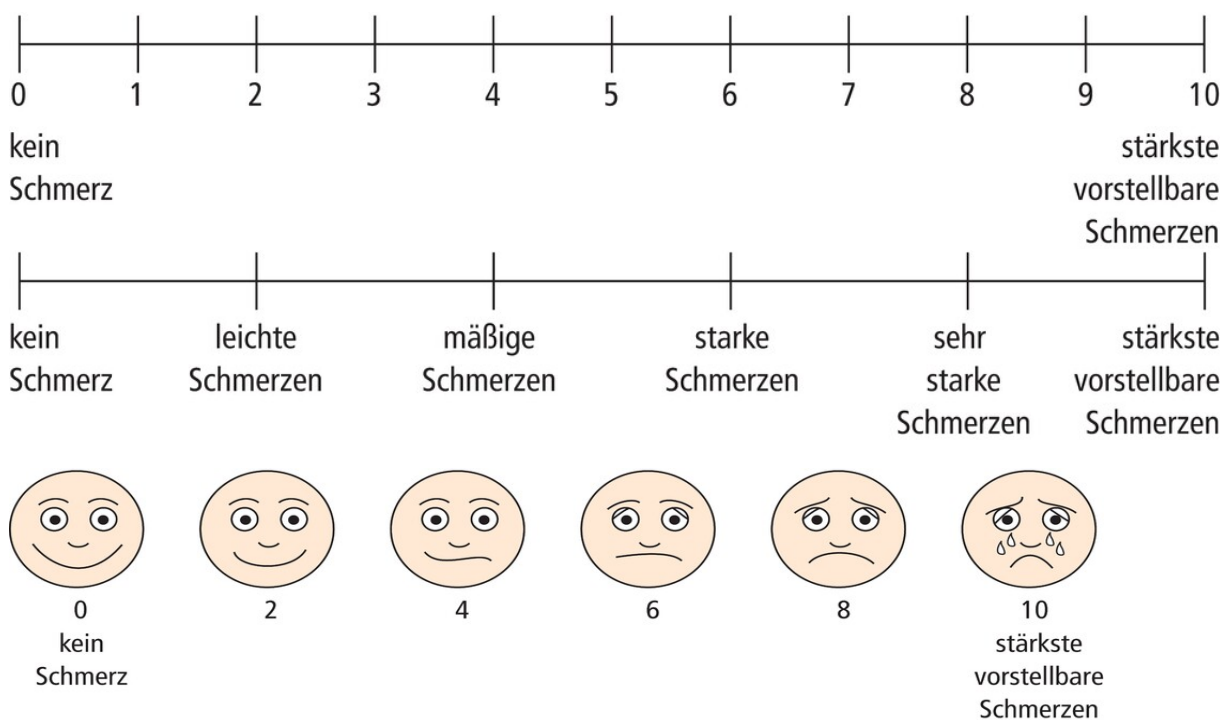 0 1 2 3 4 5 6 7 8 9 10
kein stärkste
Schmerz vorstellbare
Schmerzen
kein leichte mäßige starke sehr stärkste
Schmerz Schmerzen Schmerzen Schmerzen starke vorstellbare
Schmerzen Schmerzen
0 2 4 6 8 10
kein stärkste
Schmerz vorstellbare
Schmerzen